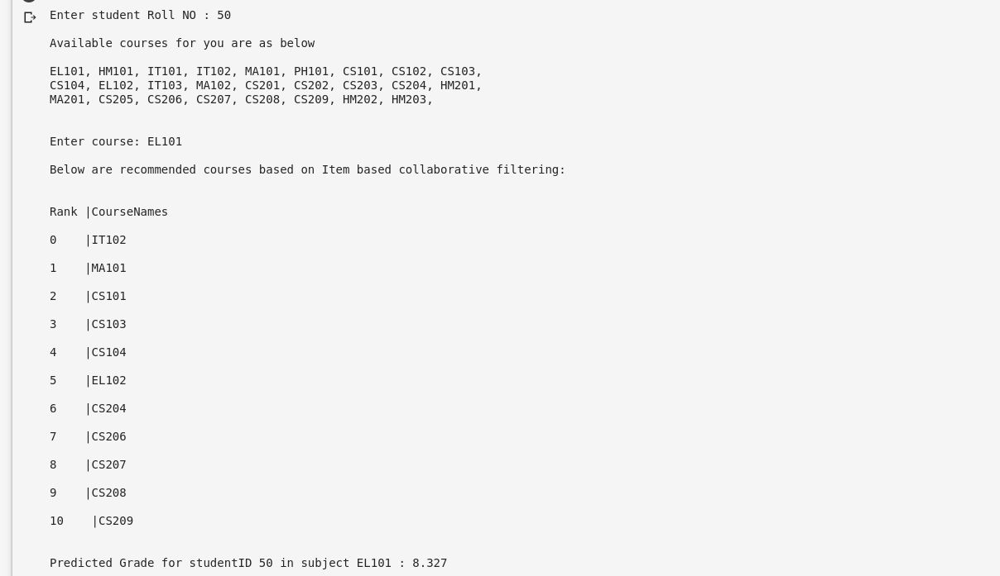 Enter student Roll NO : 50
Available courses for you are as below
EL101, HM101, IT101, IT102, MA101, PH101, CS101, CS102, CS103,
CS104, EL102, IT103, MA102, CS201, CS202, CS203, CS204, HM201,
MA201, CS205, CS206, CS207, CS208, CS209, HM202, HM203,
Enter course: EL101
Below are recommended courses based on Item based collaborative filtering:
Rank |CourseNames
0    |IT102
1    |MA101
2    |CS101
3    |CS103
4    |CS104
5    |EL102
6    |CS204
7    |CS206
8    |CS207
9    |CS208
10    |CS209
Predicted Grade for studentID 50 in subject EL101 : 8.327